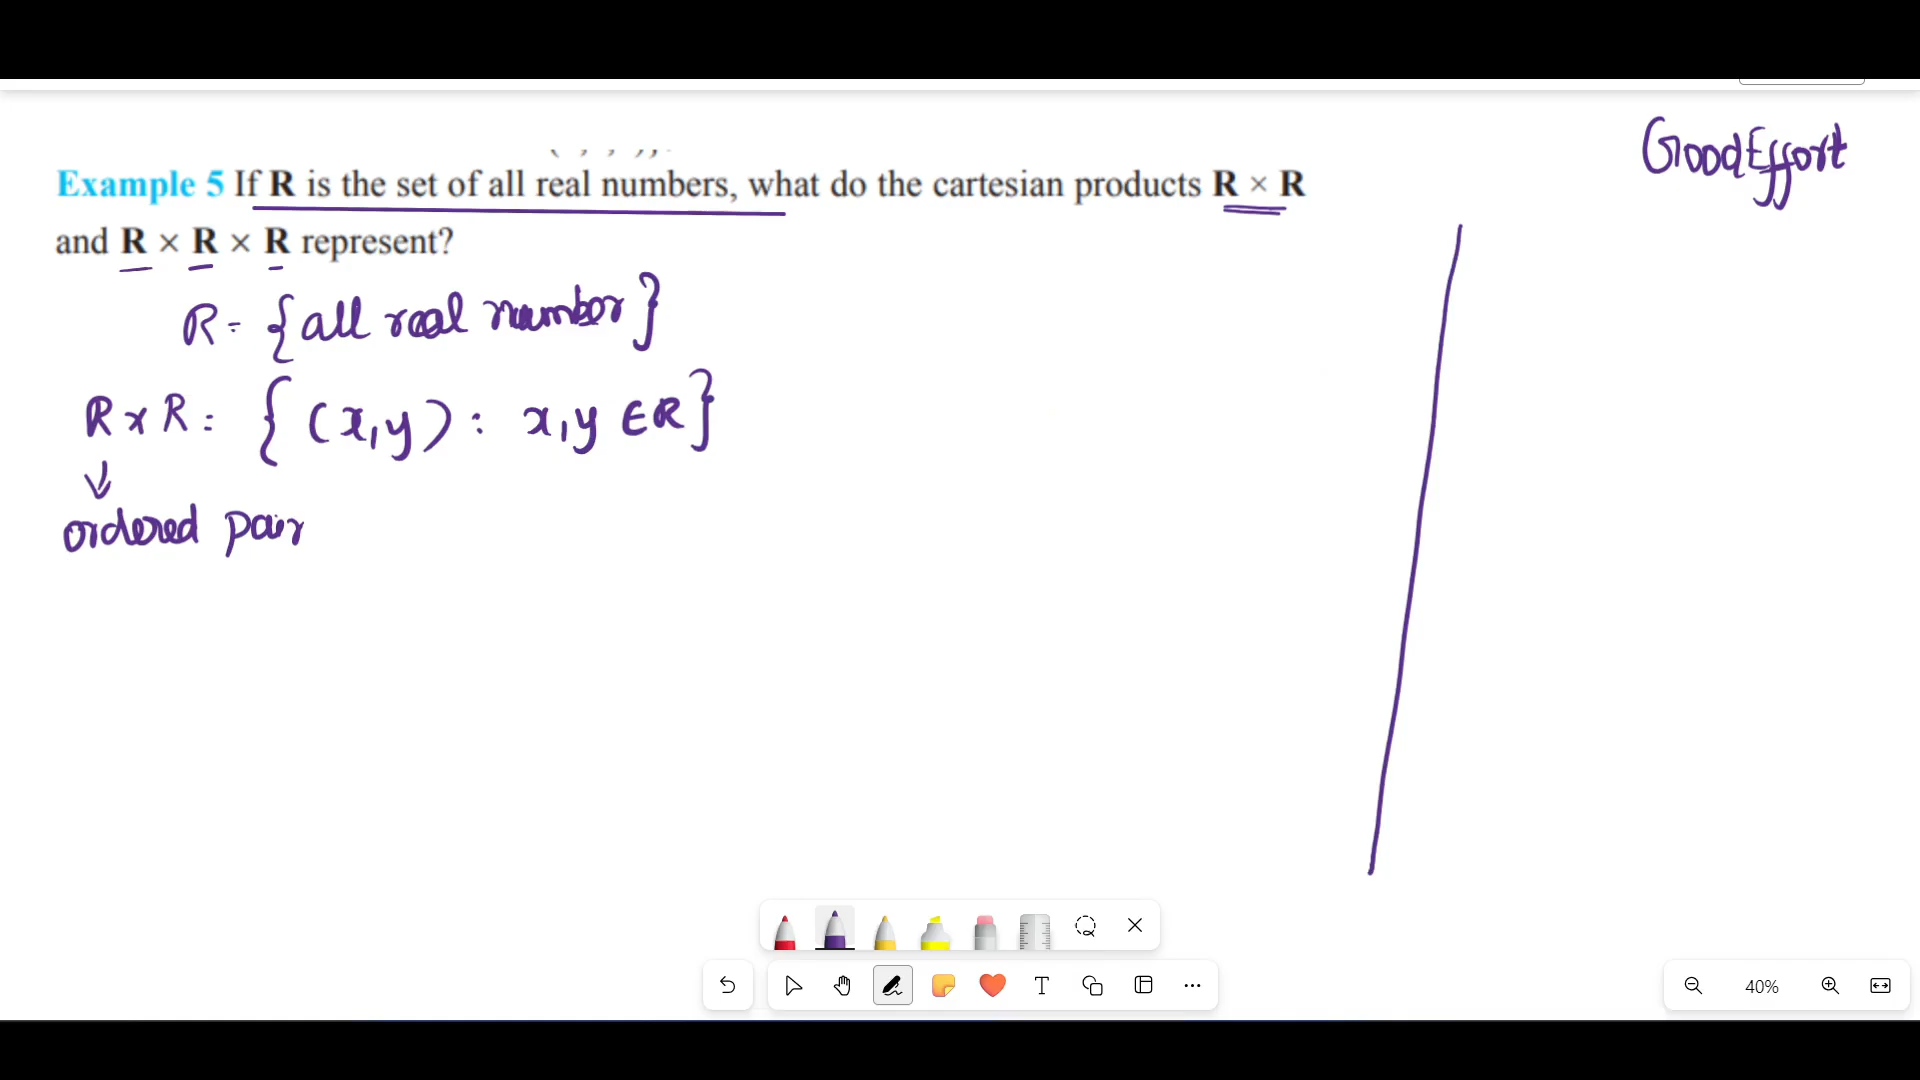 GoodEffort
Example 5 If R is the set of all real numbers, what do the cartesian products R × R
and R × R × R represent?
R = {all real number}
R x R : { (x,y) : x,y ∈ R }
ordered pair
40%